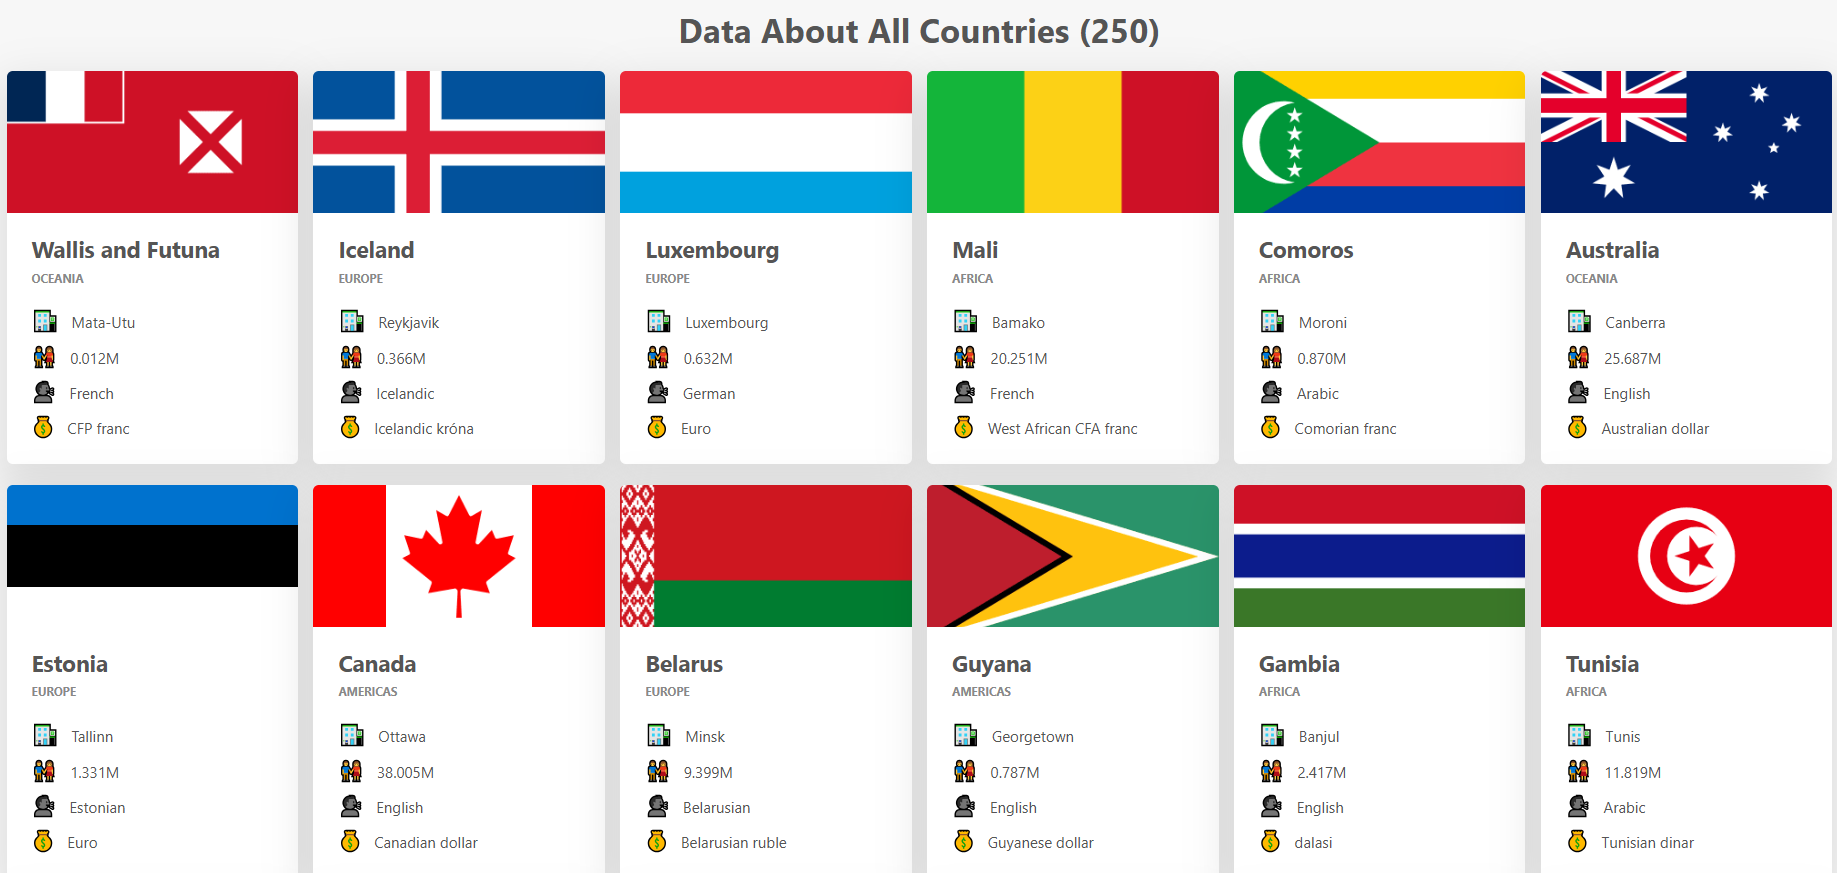 Data About All Countries (250)
Wallis and Futuna
OCEANIA
Mata-Utu
0.012M
French
CFP franc
Iceland
EUROPE
Reykjavik
0.366M
Icelandic
Icelandic króna
Luxembourg
EUROPE
Luxembourg
0.632M
German
Euro
Mali
AFRICA
Bamako
20.251M
French
West African CFA franc
Comoros
AFRICA
Moroni
0.870M
Arabic
Comorian franc
Australia
OCEANIA
Canberra
25.687M
English
Australian dollar
Estonia
EUROPE
Tallinn
1.331M
Estonian
Euro
Canada
AMERICAS
Ottawa
38.005M
English
Canadian dollar
Belarus
EUROPE
Minsk
9.399M
Belarusian
Belarusian ruble
Guyana
AMERICAS
Georgetown
0.787M
English
Guyanese dollar
Gambia
AFRICA
Banjul
2.417M
English
dalasi
Tunisia
AFRICA
Tunis
11.819M
Arabic
Tunisian dinar